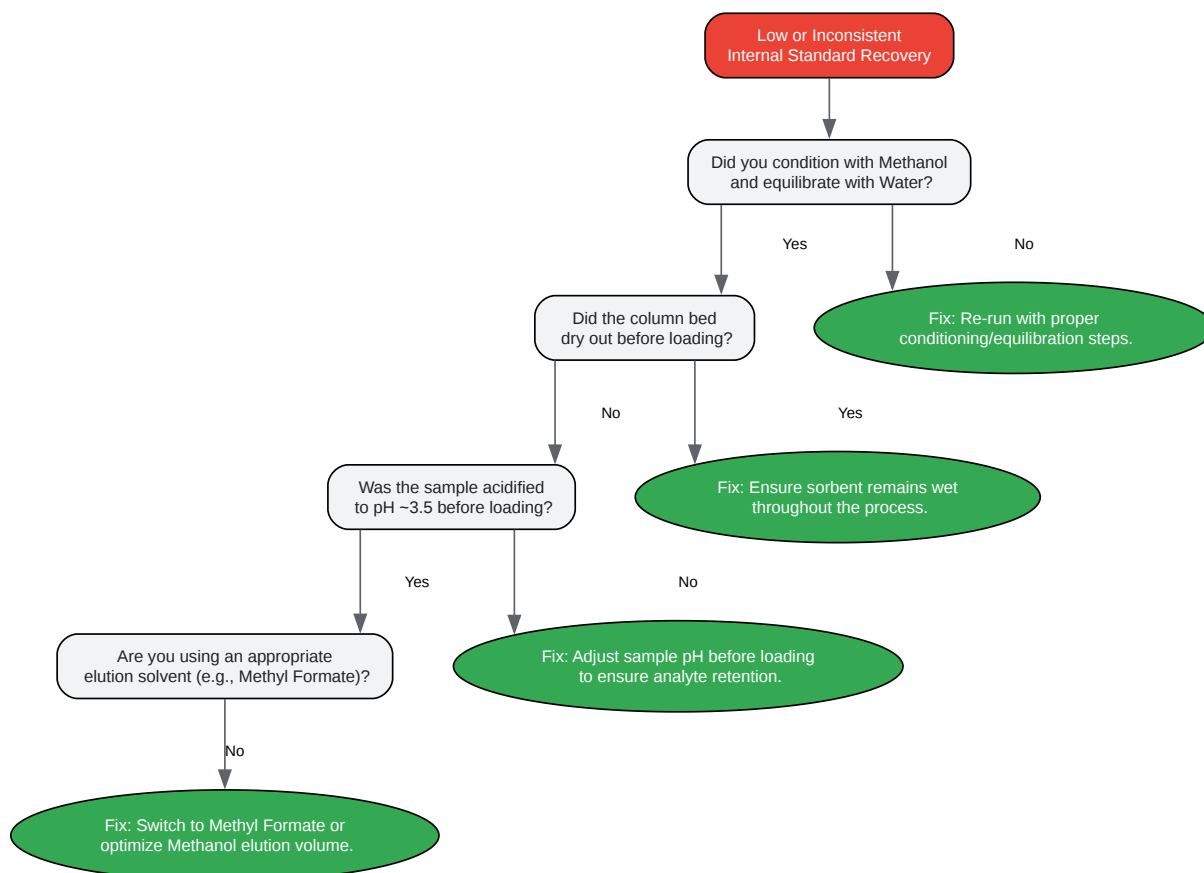 Low or Inconsistent
Internal Standard Recovery
Did you condition with Methanol
and equilibrate with Water?
Yes
No
Did the column bed
dry out before loading?
Fix: Re-run with proper
conditioning/equilibration steps.
No
Yes
Was the sample acidified
to pH ~3.5 before loading?
Fix: Ensure sorbent remains wet
throughout the process.
Yes
No
Are you using an appropriate
elution solvent (e.g., Methyl Formate)?
Fix: Adjust sample pH before loading
to ensure analyte retention.
No
Fix: Switch to Methyl Formate or
optimize Methanol elution volume.